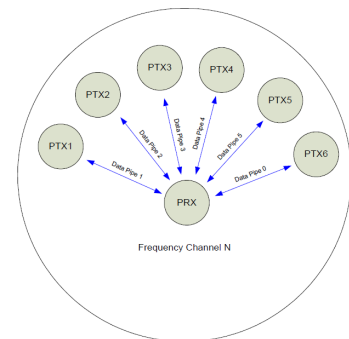 PTX3
PTX4
PTX2
PTX5
PTX1
PTX6
Data Pipe 1
Data Pipe 2
Data Pipe 3
Data Pipe 4
Data Pipe 5
Data Pipe 0
PRX
Frequency Channel N